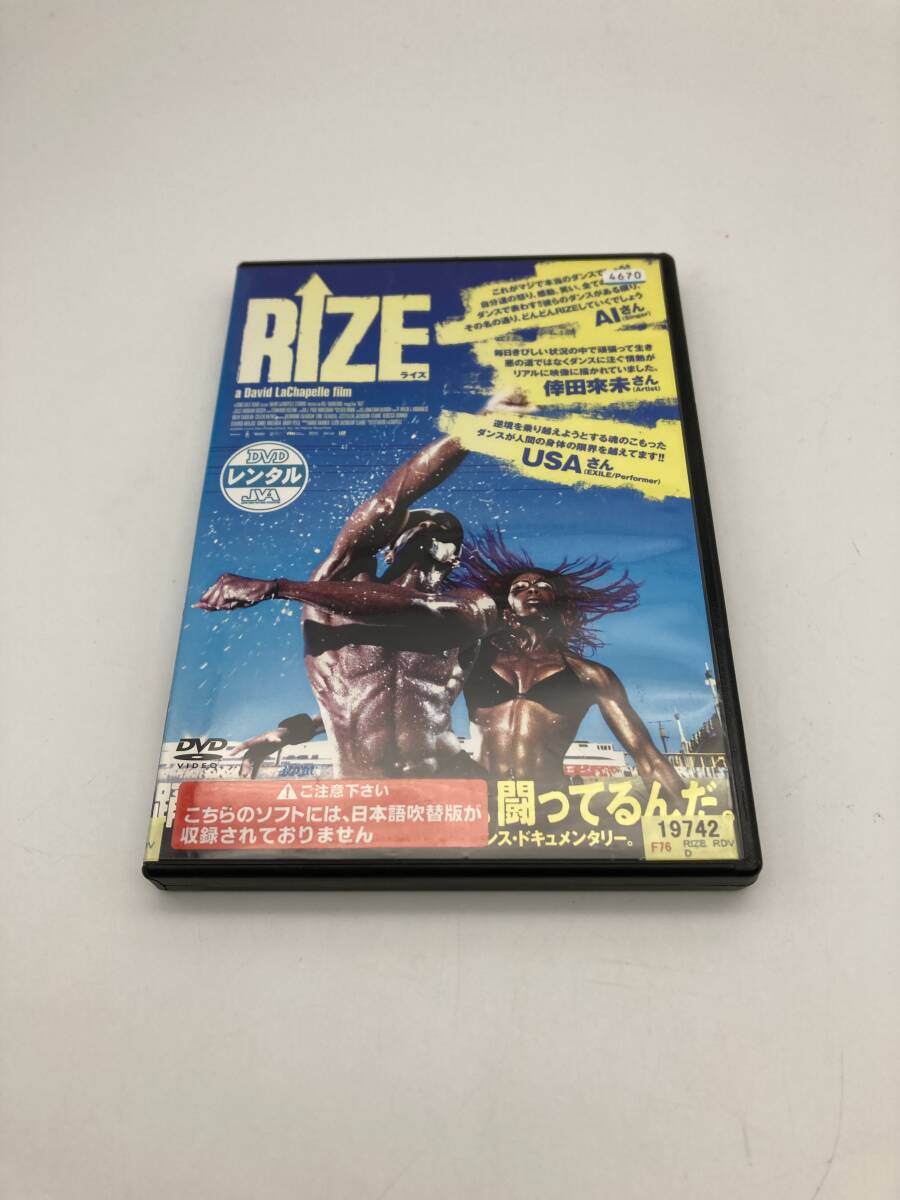 RIZE
ライズ
a David LaChapelle film
4670
これがマジで本当のダンスで
自分達の怒り、感動、笑い、全て
ダンスで表わす!!彼らのダンスがある限り、
その名の通り、どんどんRIZEしていくでしょう
AIさん
(Singer)
毎日きびしい状況の中で頑張って生き
悪の道ではなくダンスに注ぐ情熱が
リアルに映像に描かれていました。
倖田來未さん
(Artist)
逆境を乗り越えようとする魂のこもった
ダンスが人間の身体の限界を越えてます!!
USAさん
(EXILE/Performer)
DVD
レンタル
JVA
DVD
VIDEO
闘ってるんだ。
ンス・ドキュメンタリー。
ご注意下さい
こちらのソフトには、日本語吹替版が
収録されておりません
19742
F76 RIZE RDV
D